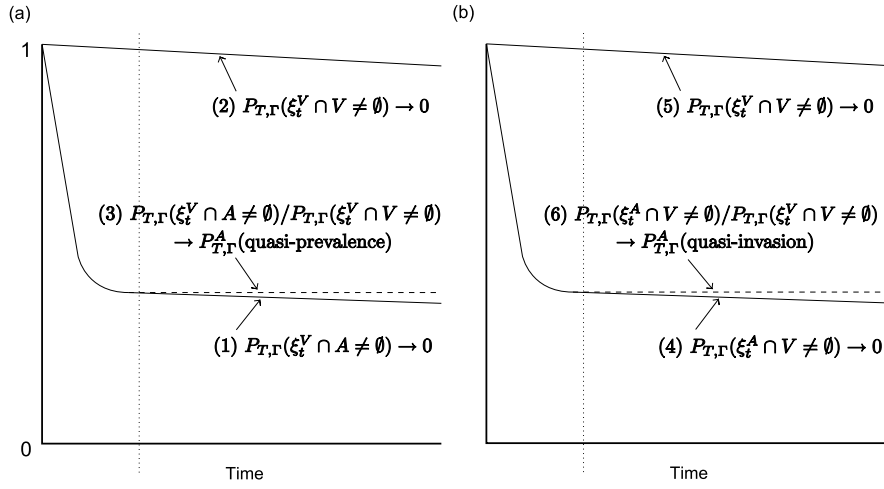 (a)
1
(2) P_{T,Γ}(ξ_t^V ∩ V ≠ ∅) → 0
(3) P_{T,Γ}(ξ_t^V ∩ A ≠ ∅)/P_{T,Γ}(ξ_t^V ∩ V ≠ ∅)
→ P_{T,Γ}^A(quasi-prevalence)
(1) P_{T,Γ}(ξ_t^V ∩ A ≠ ∅) → 0
0
Time
(b)
(5) P_{T,Γ}(ξ_t^V ∩ V ≠ ∅) → 0
(6) P_{T,Γ}(ξ_t^A ∩ V ≠ ∅)/P_{T,Γ}(ξ_t^V ∩ V ≠ ∅)
→ P_{T,Γ}^A(quasi-invasion)
(4) P_{T,Γ}(ξ_t^A ∩ V ≠ ∅) → 0
Time